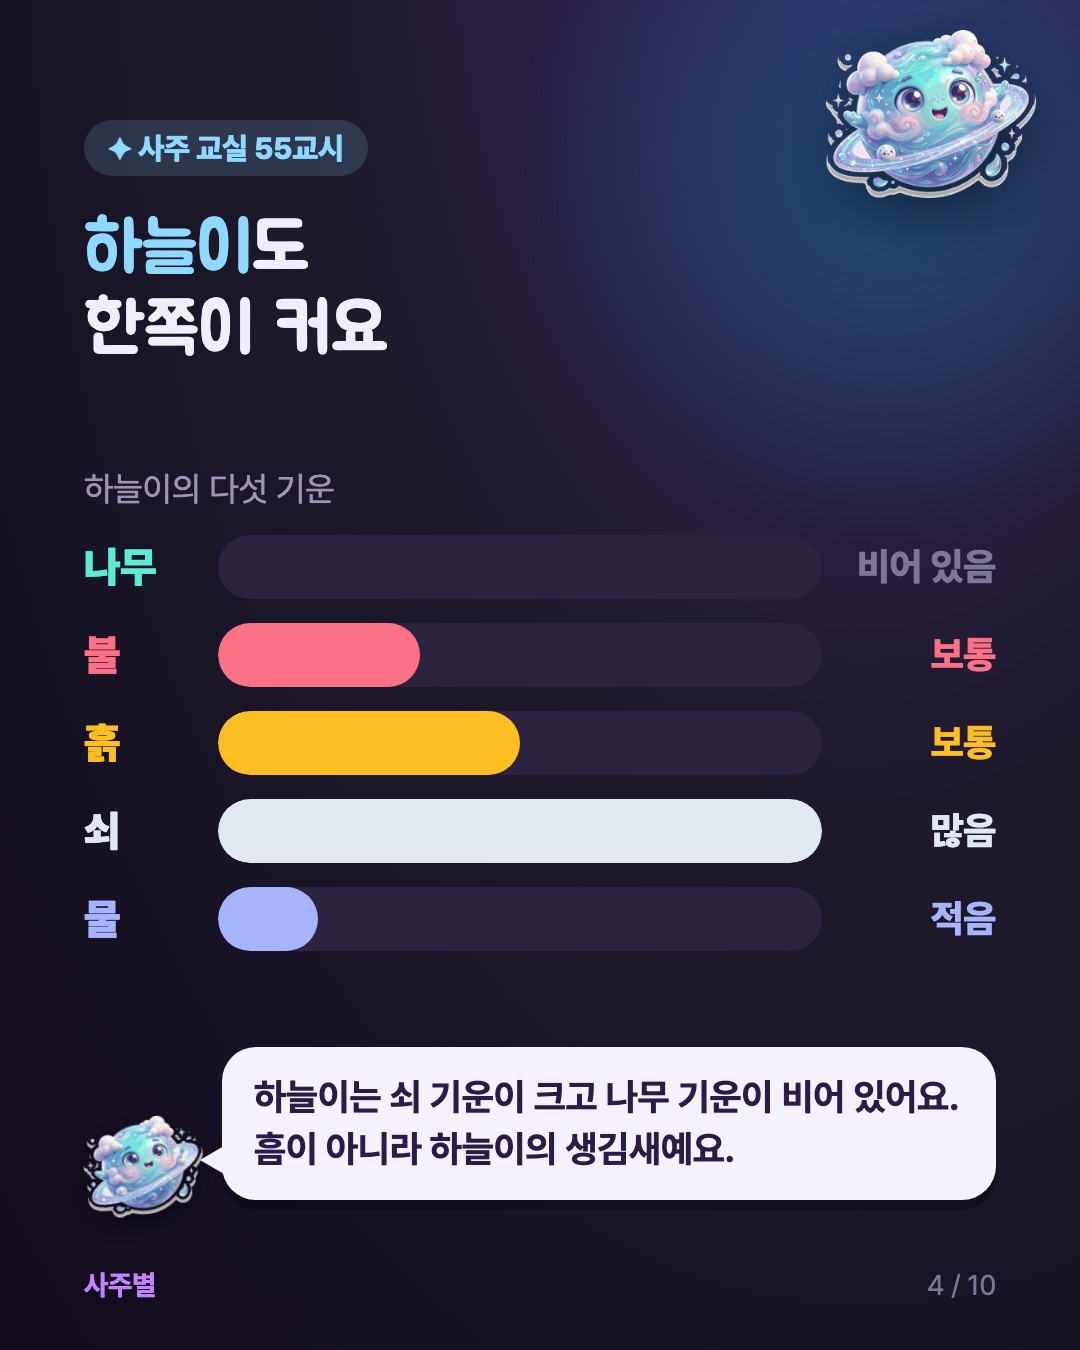 ✦ 사주 교실 55교시
하늘이도
한쪽이 커요
하늘이의 다섯 기운
나무 비어 있음
불 보통
흙 보통
쇠 많음
물 적음
하늘이는 쇠 기운이 크고 나무 기운이 비어 있어요.
흠이 아니라 하늘이의 생김새예요.
사주별 4 / 10